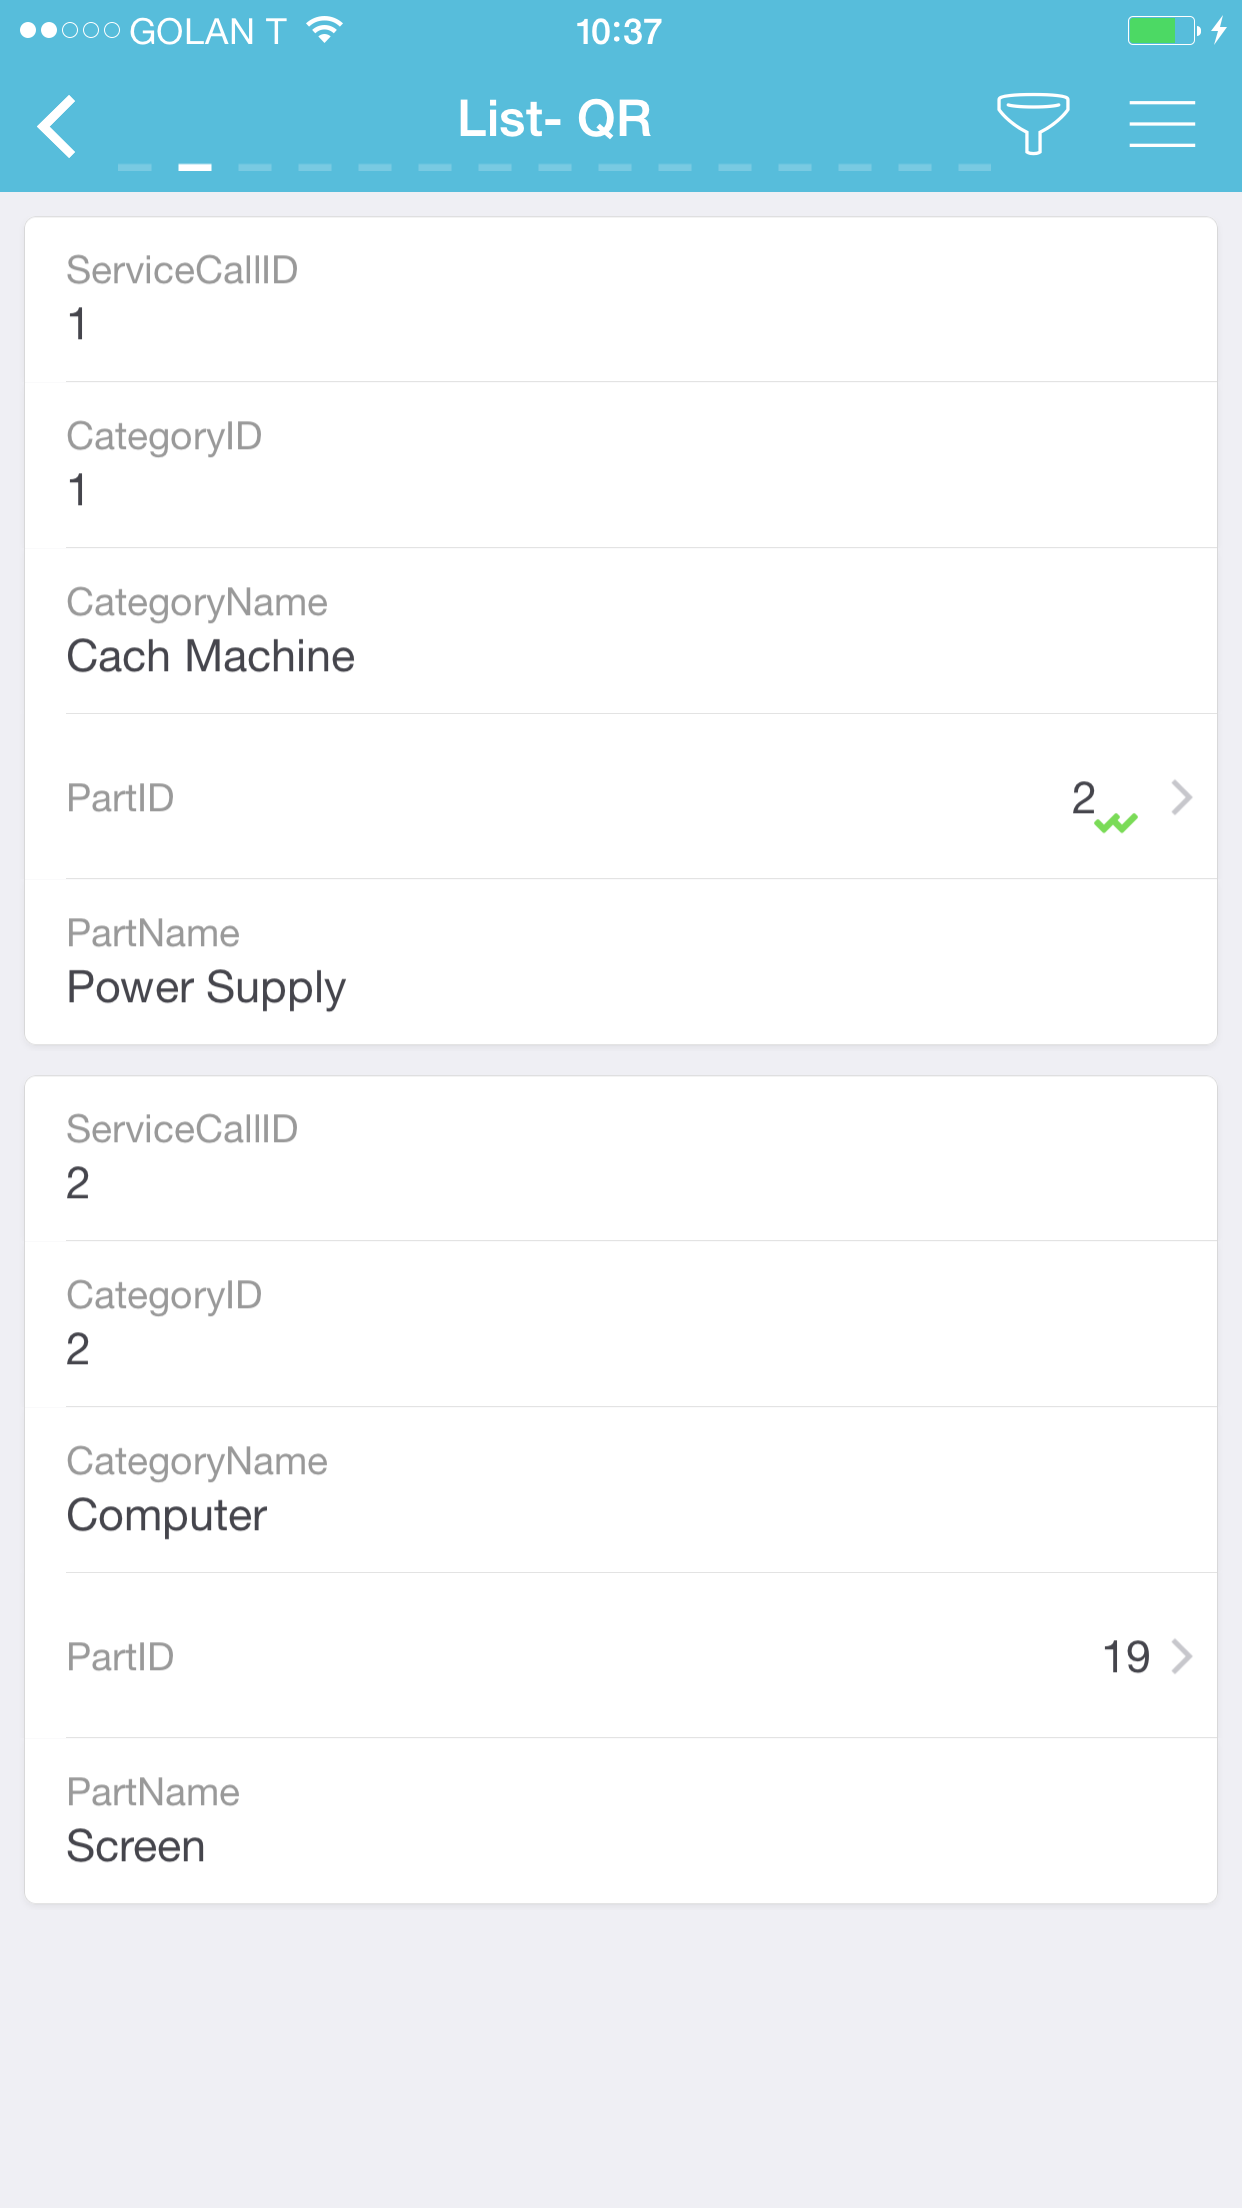 GOLAN T 10:37
List- QR
ServiceCallID
1
CategoryID
1
CategoryName
Cach Machine
PartID 2
PartName
Power Supply
ServiceCallID
2
CategoryID
2
CategoryName
Computer
PartID 19
PartName
Screen